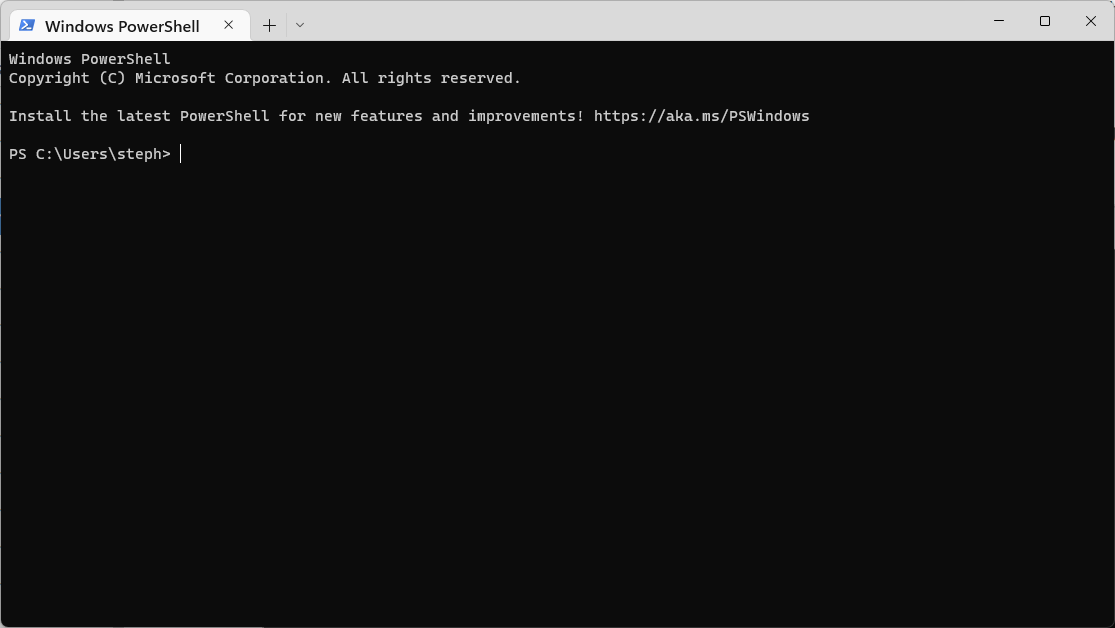 Windows PowerShell
Windows PowerShell
Copyright (C) Microsoft Corporation. All rights reserved.
Install the latest PowerShell for new features and improvements! https://aka.ms/PSWindows
PS C:\Users\steph>